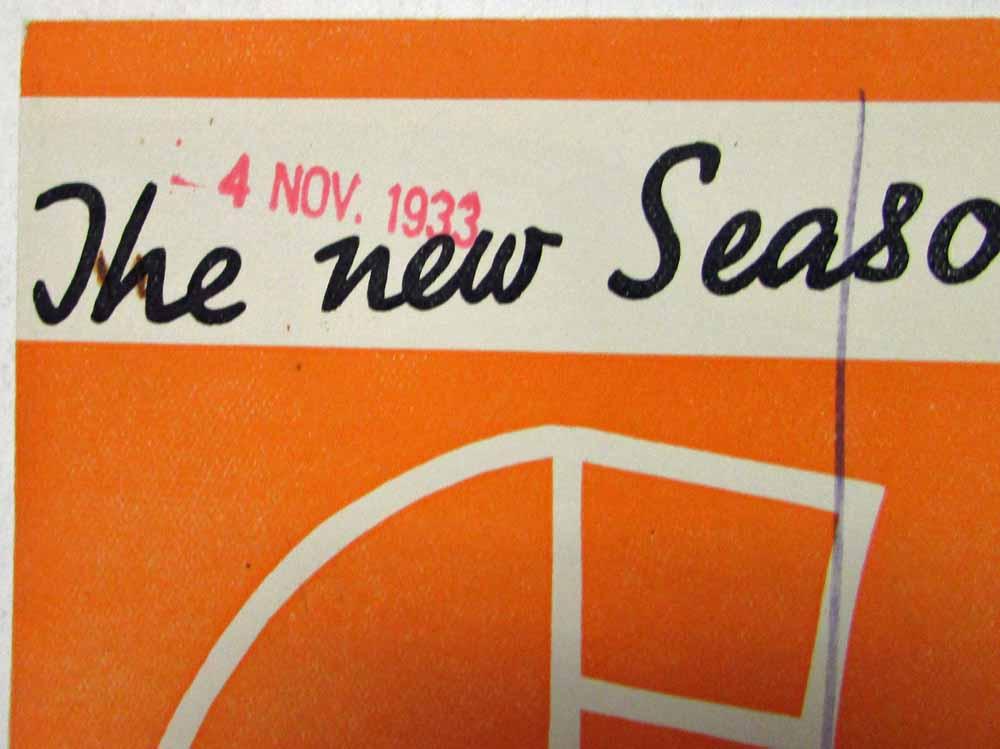 - 4 NOV. 1933
The new Seaso